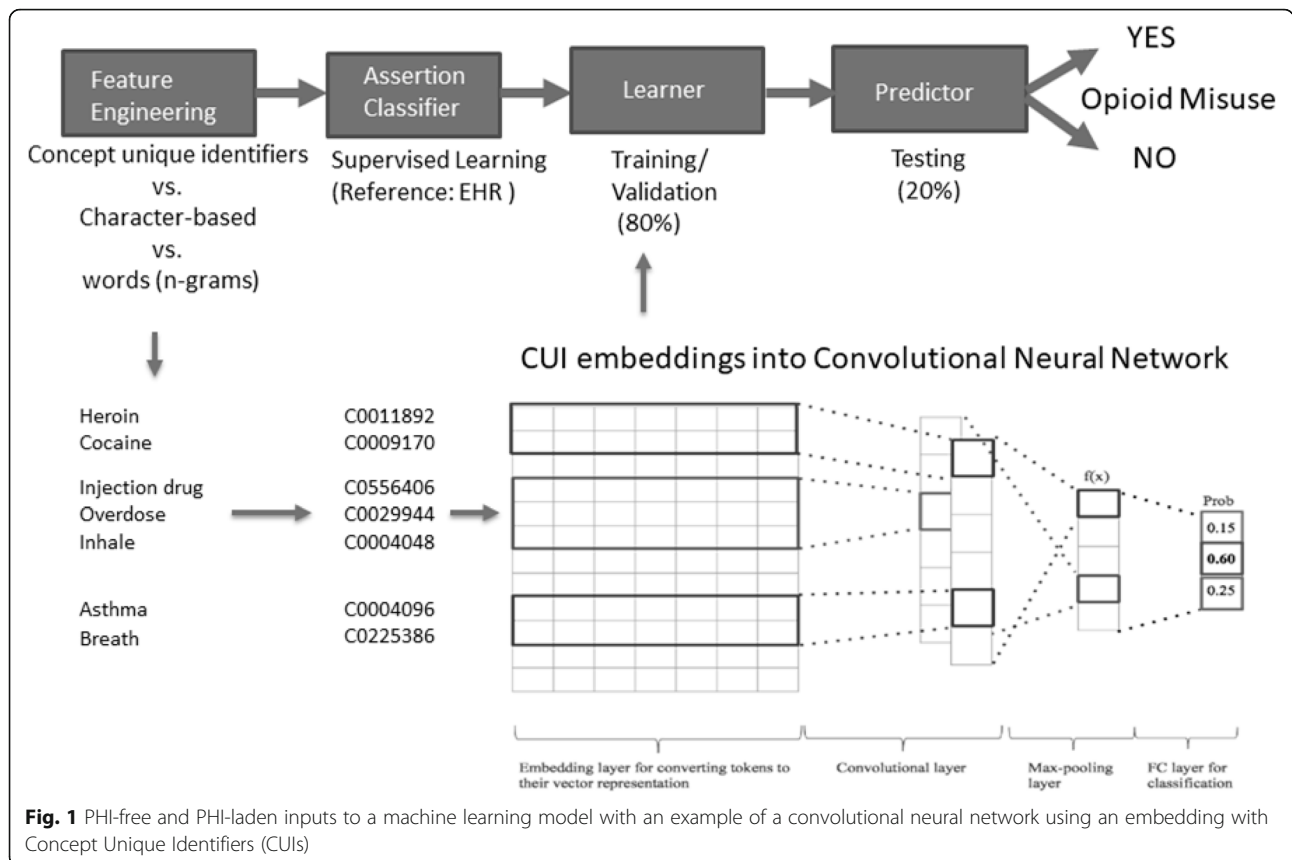 Feature
Engineering
Assertion
Classifier
Learner
Predictor
YES
Opioid Misuse
NO
Concept unique identifiers
vs.
Character-based
vs.
words (n-grams)
Supervised Learning
(Reference: EHR )
Training/
Validation
(80%)
Testing
(20%)
CUI embeddings into Convolutional Neural Network
Heroin C0011892
Cocaine C0009170
Injection drug C0556406
Overdose C0029944
Inhale C0004048
Asthma C0004096
Breath C0225386
f(x)
Prob
0.15
0.60
0.25
Embedding layer for converting tokens to
their vector representation
Convolutional layer
Max-pooling
layer
FC layer for
classification
Fig. 1 PHI-free and PHI-laden inputs to a machine learning model with an example of a convolutional neural network using an embedding with
Concept Unique Identifiers (CUIs)